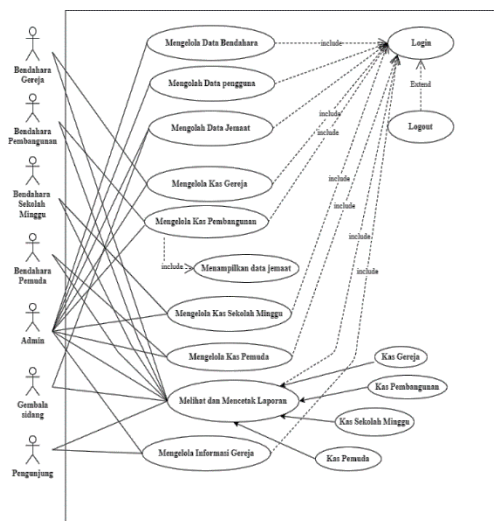 Mengelola Data Bendahara
include
Login
Bendahara
Gereja
Mengolah Data pengguna
Extend
Bendahara
Pembangunan
Mengolah Data Jemaat
include
include
Logout
Bendahara
Sekolah
Minggu
Mengelola Kas Gereja
include
include
Mengelola Kas Pembangunan
include
include
Bendahara
Pemuda
include
Menampilkan data jemaat
Admin
Mengelola Kas Sekolah Minggu
Mengelola Kas Pemuda
Kas Gereja
Gembala
sidang
Melihat dan Mencetak Laporan
Kas Pembangunan
Kas Sekolah Minggu
Pengunjung
Mengelola Informasi Gereja
Kas Pemuda